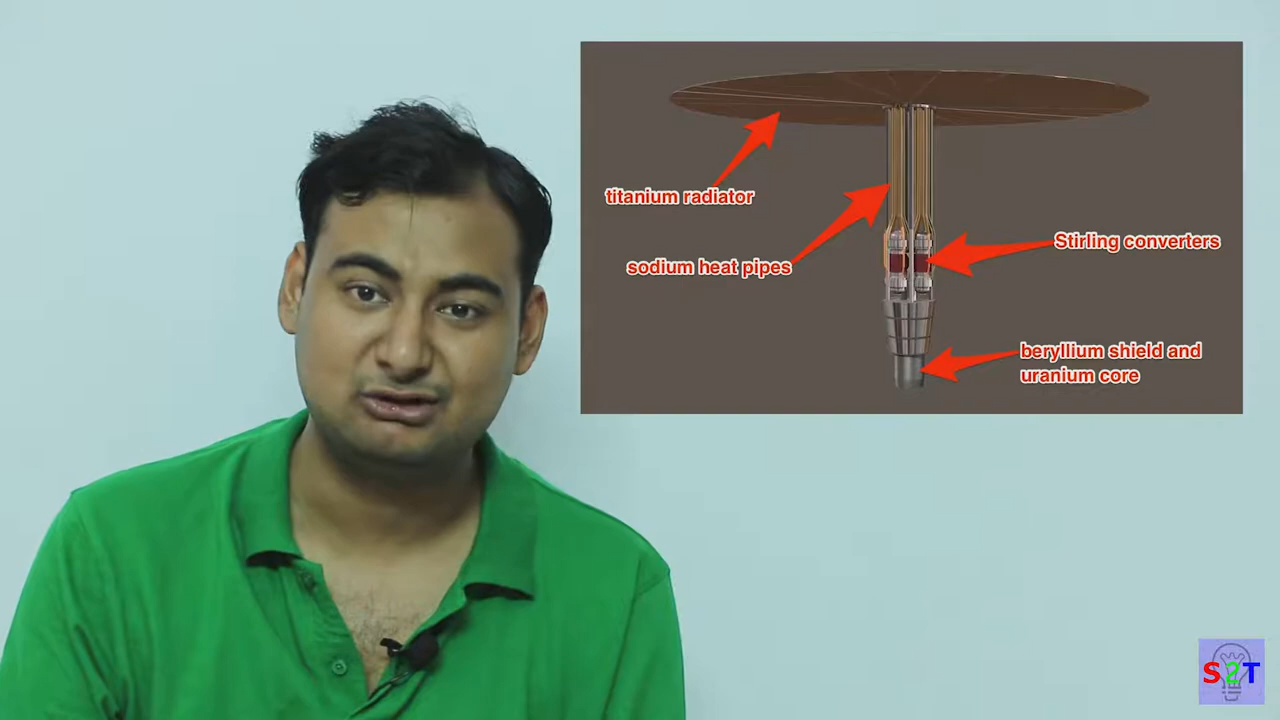 titanium radiator
sodium heat pipes
Stirling converters
beryllium shield and
uranium core
S2T